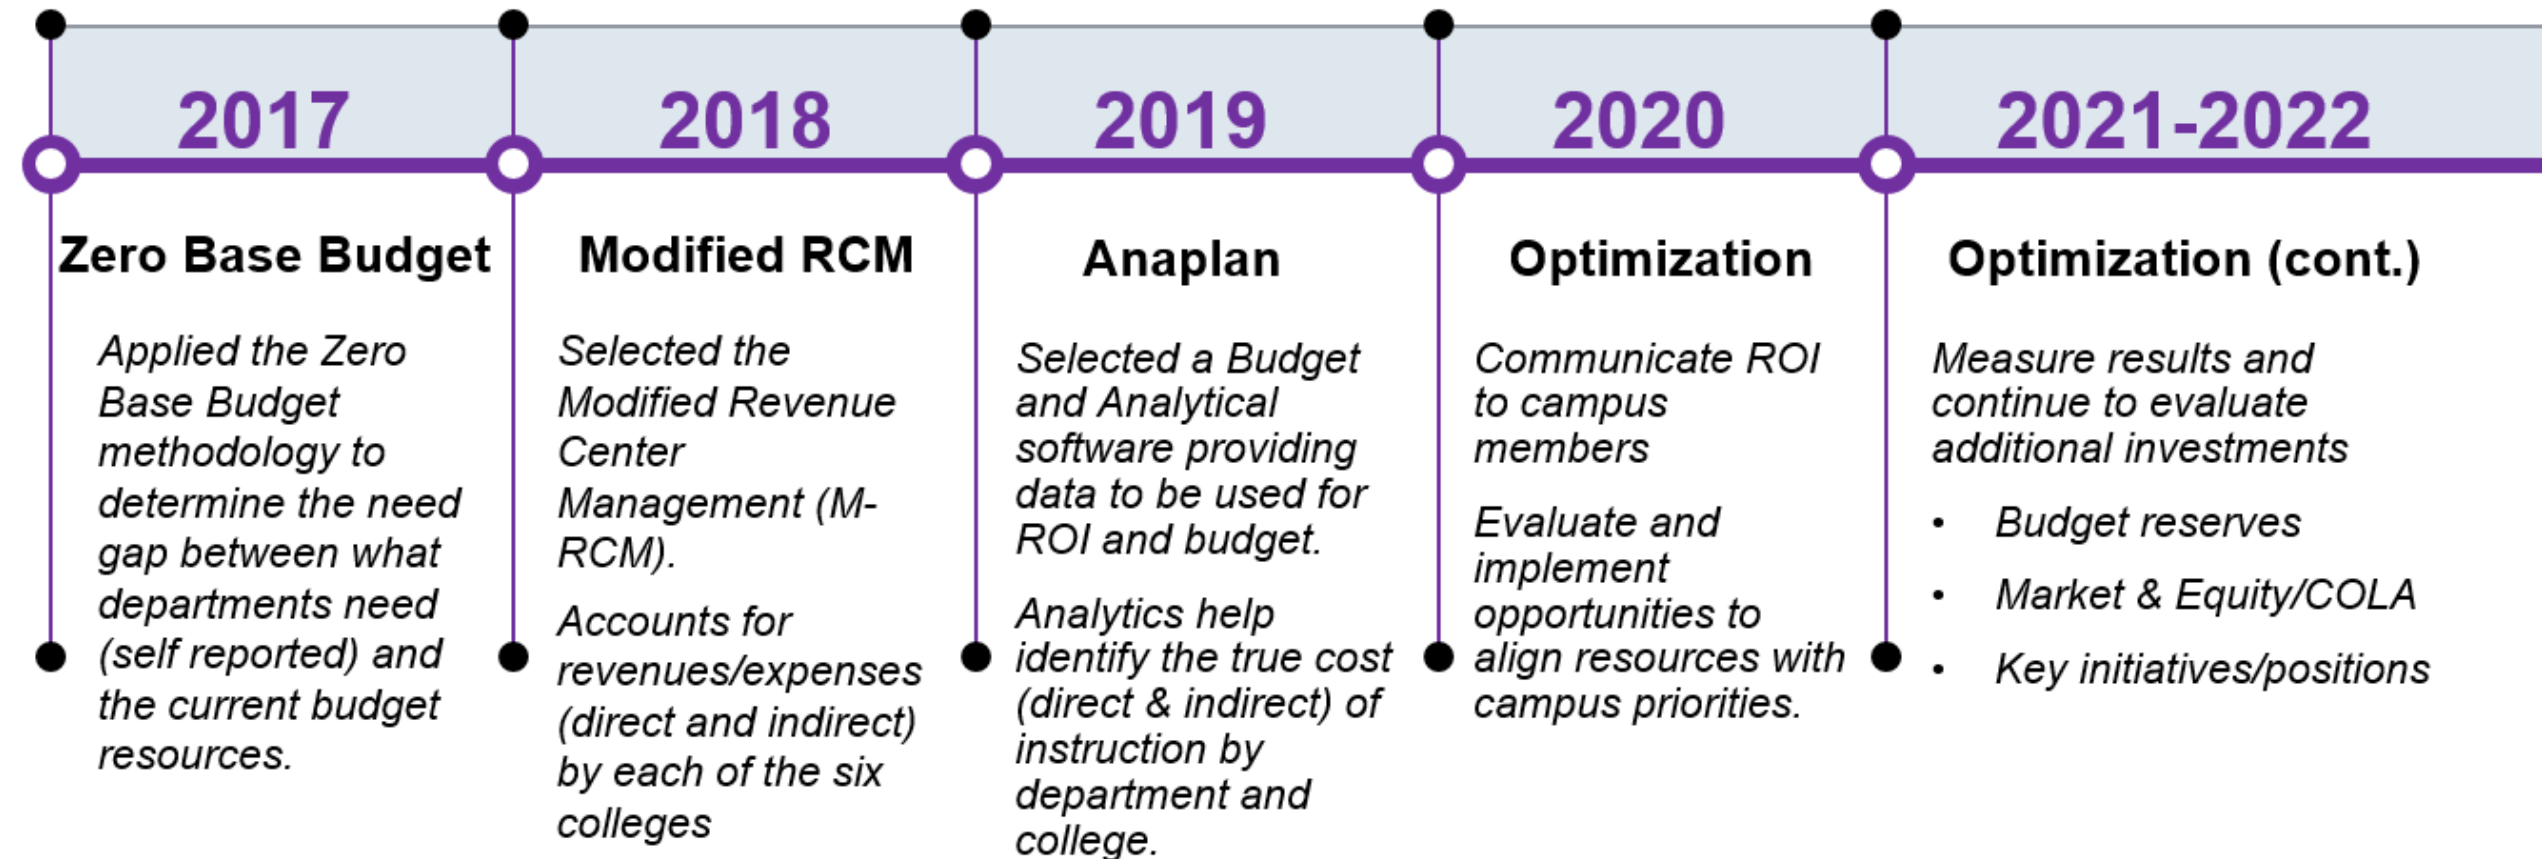 2017
Zero Base Budget
Applied the Zero
Base Budget
methodology to
determine the need
gap between what
departments need
(self reported) and
the current budget
resources.
2018
Modified RCM
Selected the
Modified Revenue
Center
Management (M-
RCM).
Accounts for
revenues/expenses
(direct and indirect)
by each of the six
colleges
2019
Anaplan
Selected a Budget
and Analytical
software providing
data to be used for
ROI and budget.
Analytics help
identify the true cost
(direct & indirect) of
instruction by
department and
college.
2020
Optimization
Communicate ROI
to campus
members
Evaluate and
implement
opportunities to
align resources with
campus priorities.
2021-2022
Optimization (cont.)
Measure results and
continue to evaluate
additional investments
• Budget reserves
• Market & Equity/COLA
• Key initiatives/positions